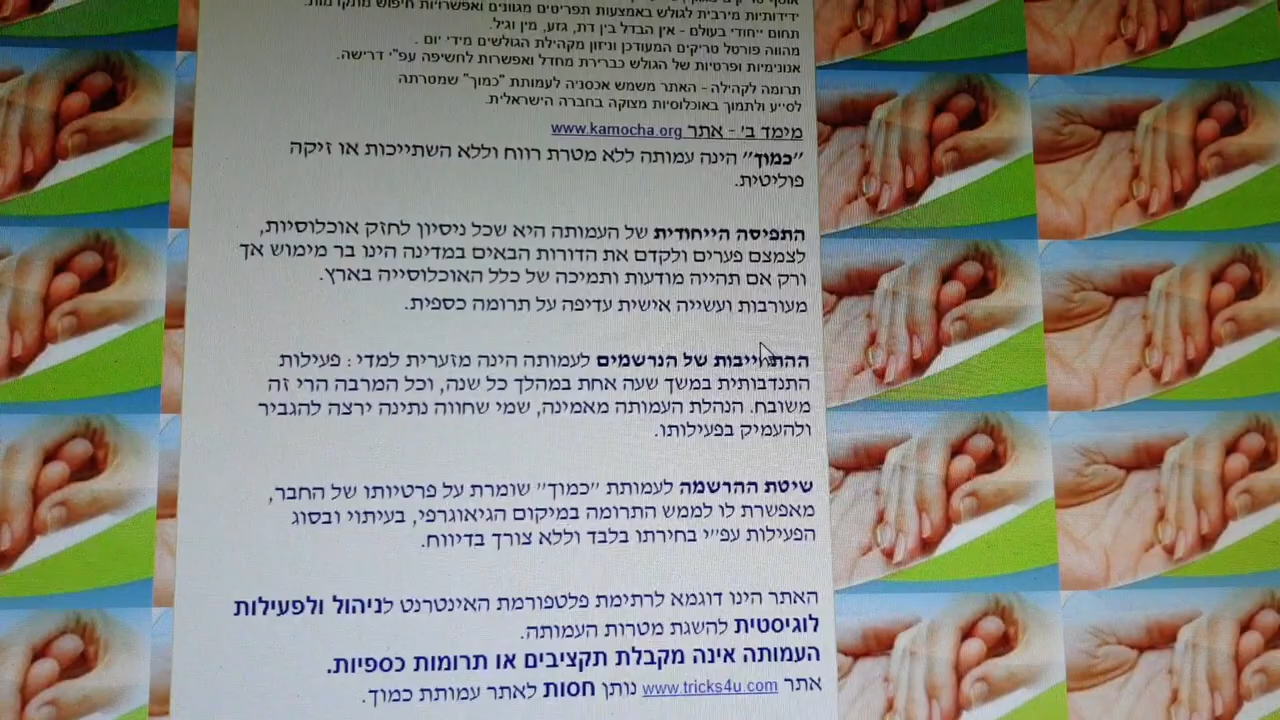 ידידותיות מירבית לגולש באמצעות תפריטים מגוונים ואפשרויות חיפוש מתקדמות.
תחום ייחודי בעולם - אין הבדל בין דת, גזע, מין וגיל.
מהווה פורטל טריקים המעודכן וניזון מקהילת הגולשים מידי יום .
אנונימיות ופרטיות של הגולש כברירת מחדל ואפשרות לחשיפה עפ"י דרישה.
תרומה לקהילה - האתר משמש אכסניה לעמותת "כמוך" שמטרתה
לסייע ולתמוך באוכלוסיות מצוקה בחברה הישראלית.
מימד ב' - אתר www.kamocha.org
"כמוך" הינה עמותה ללא מטרת רווח וללא השתייכות או זיקה
פוליטית.
התפיסה הייחודית של העמותה היא שכל ניסיון לחזק אוכלוסיות,
לצמצם פערים ולקדם את הדורות הבאים במדינה הינו בר מימוש אך
ורק אם תהייה מודעות ותמיכה של כלל האוכלוסייה בארץ.
מעורבות ועשייה אישית עדיפה על תרומה כספית.
ההתחייבות של הנרשמים לעמותה הינה מזערית למדי : פעילות
התנדבותית במשך שעה אחת במהלך כל שנה, וכל המרבה הרי זה
משובח. הנהלת העמותה מאמינה, שמי שחווה נתינה ירצה להגביר
ולהעמיק בפעילותו.
שיטת ההרשמה לעמותת "כמוך" שומרת על פרטיותו של החבר,
מאפשרת לו לממש התרומה במיקום הגיאוגרפי, בעיתוי ובסוג
הפעילות עפ"י בחירתו בלבד וללא צורך בדיווח.
האתר הינו דוגמא לרתימת פלטפורמת האינטרנט לניהול ולפעילות
לוגיסטית להשגת מטרות העמותה.
העמותה אינה מקבלת תקציבים או תרומות כספיות.
אתר www.tricks4u.com נותן חסות לאתר עמותת כמוך.